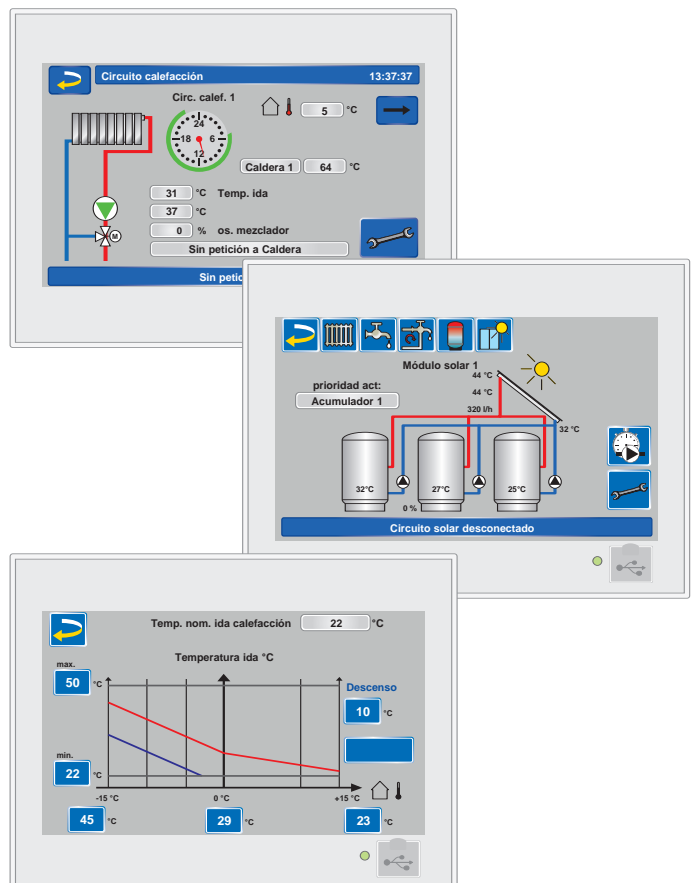 Circuito calefacción 13:37:37
Circ. calef. 1
24
18 6
12
5 °C
Caldera 1 64 °C
31 °C Temp. ida
37 °C
0 % os. mezclador
M
Sin petición a Caldera
Sin petic
Módulo solar 1
44 °C
prioridad act:
44 °C
Acumulador 1
320 l/h
32 °C
32°C 27°C 25°C
0 %
Circuito solar desconectado
Temp. nom. ida calefacción 22 °C
Temperatura ida °C
max.
50 °C
Descenso
10 °C
min.
22 °C
-15 °C 0 °C +15 °C
45 °C 29 °C 23 °C